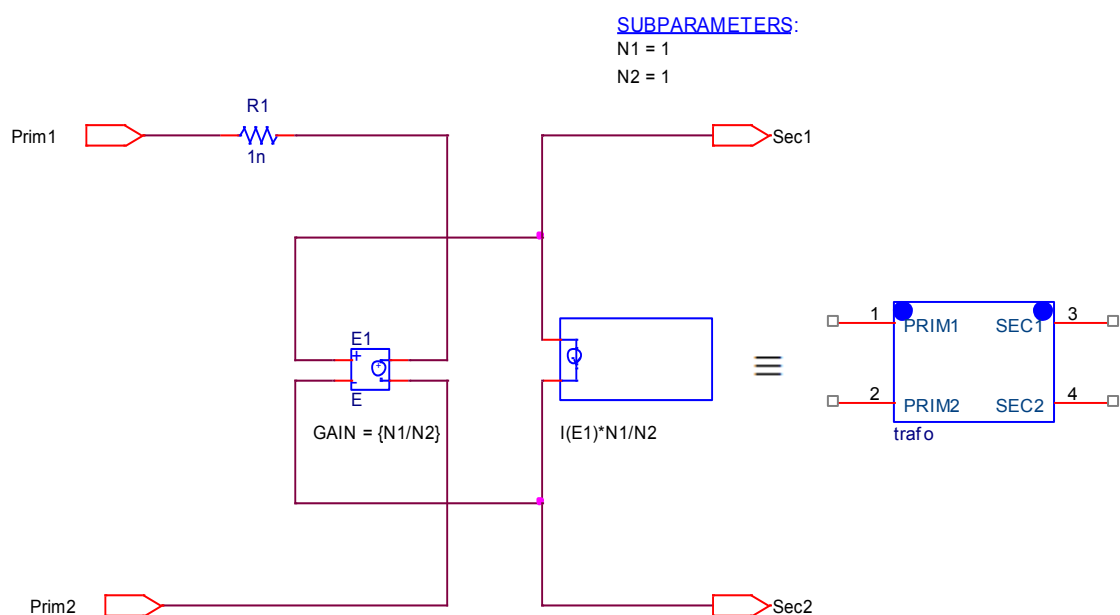 SUBPARAMETERS:
N1 = 1
N2 = 1
R1
Prim1
1n
Sec1
E1
+
+
-
E
GAIN = {N1/N2}
I(E1)*N1/N2
≡
1
PRIM1
SEC1
3
2
PRIM2
SEC2
4
trafo
Prim2
Sec2